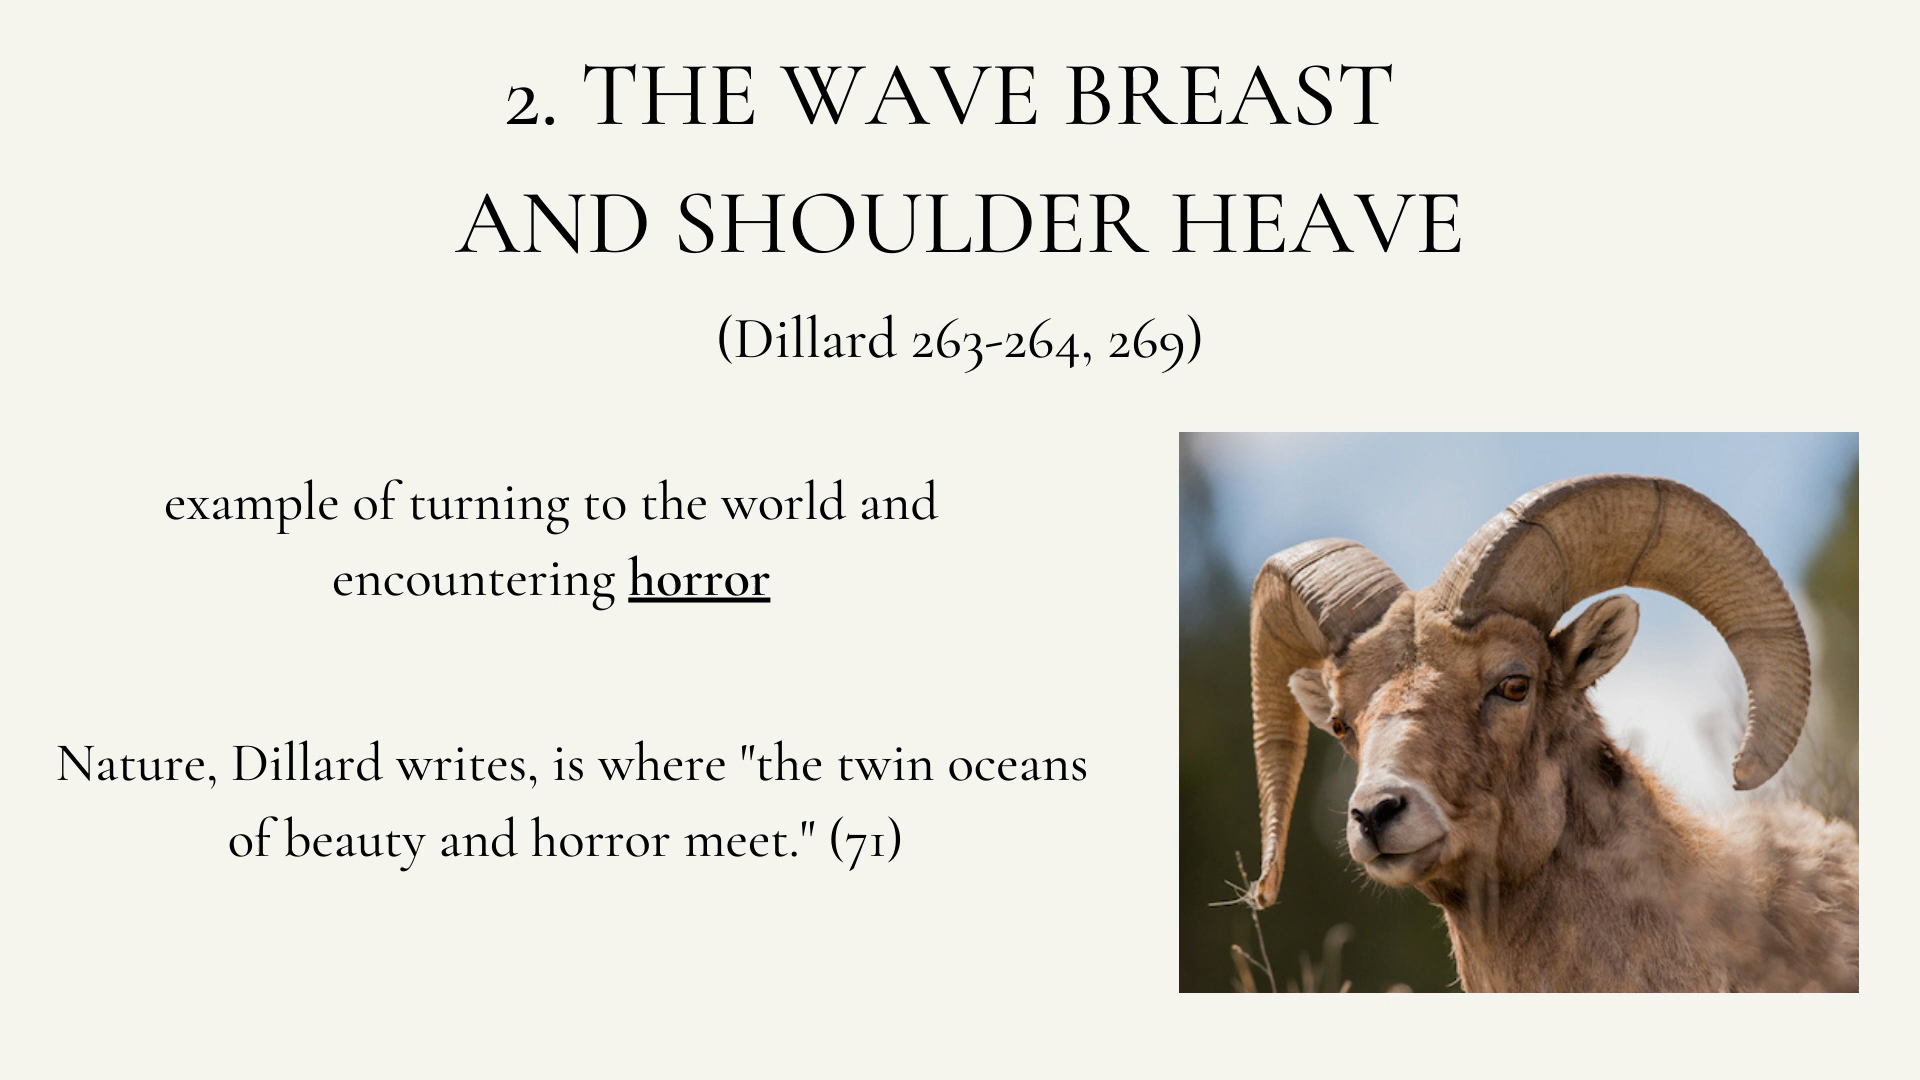 2. THE WAVE BREAST
AND SHOULDER HEAVE
(Dillard 263-264, 269)
example of turning to the world and
encountering horror
Nature, Dillard writes, is where "the twin oceans
of beauty and horror meet." (71)